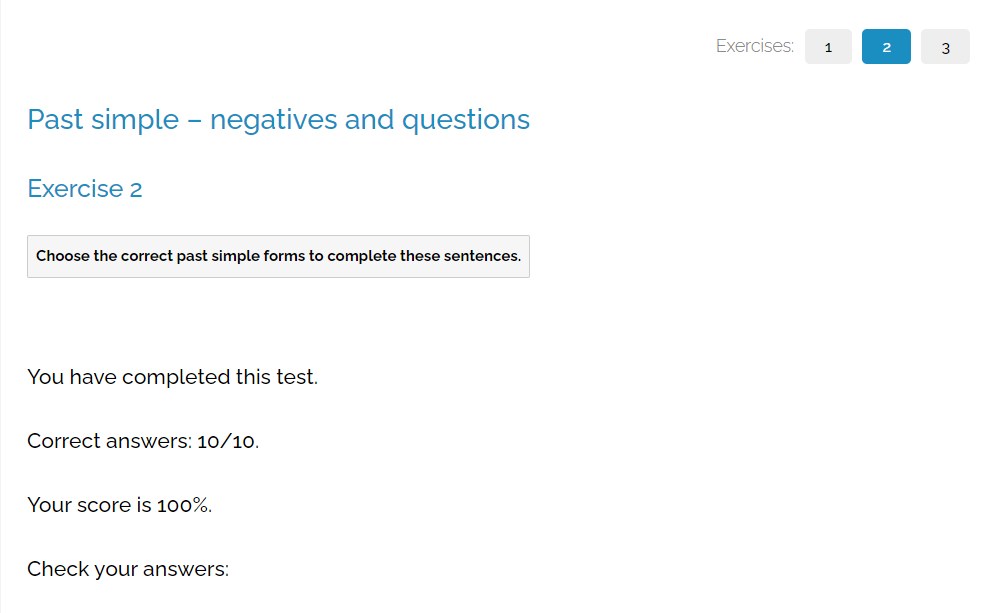 Exercises: 1 2 3
Past simple – negatives and questions
Exercise 2
Choose the correct past simple forms to complete these sentences.
You have completed this test.
Correct answers: 10/10.
Your score is 100%.
Check your answers: